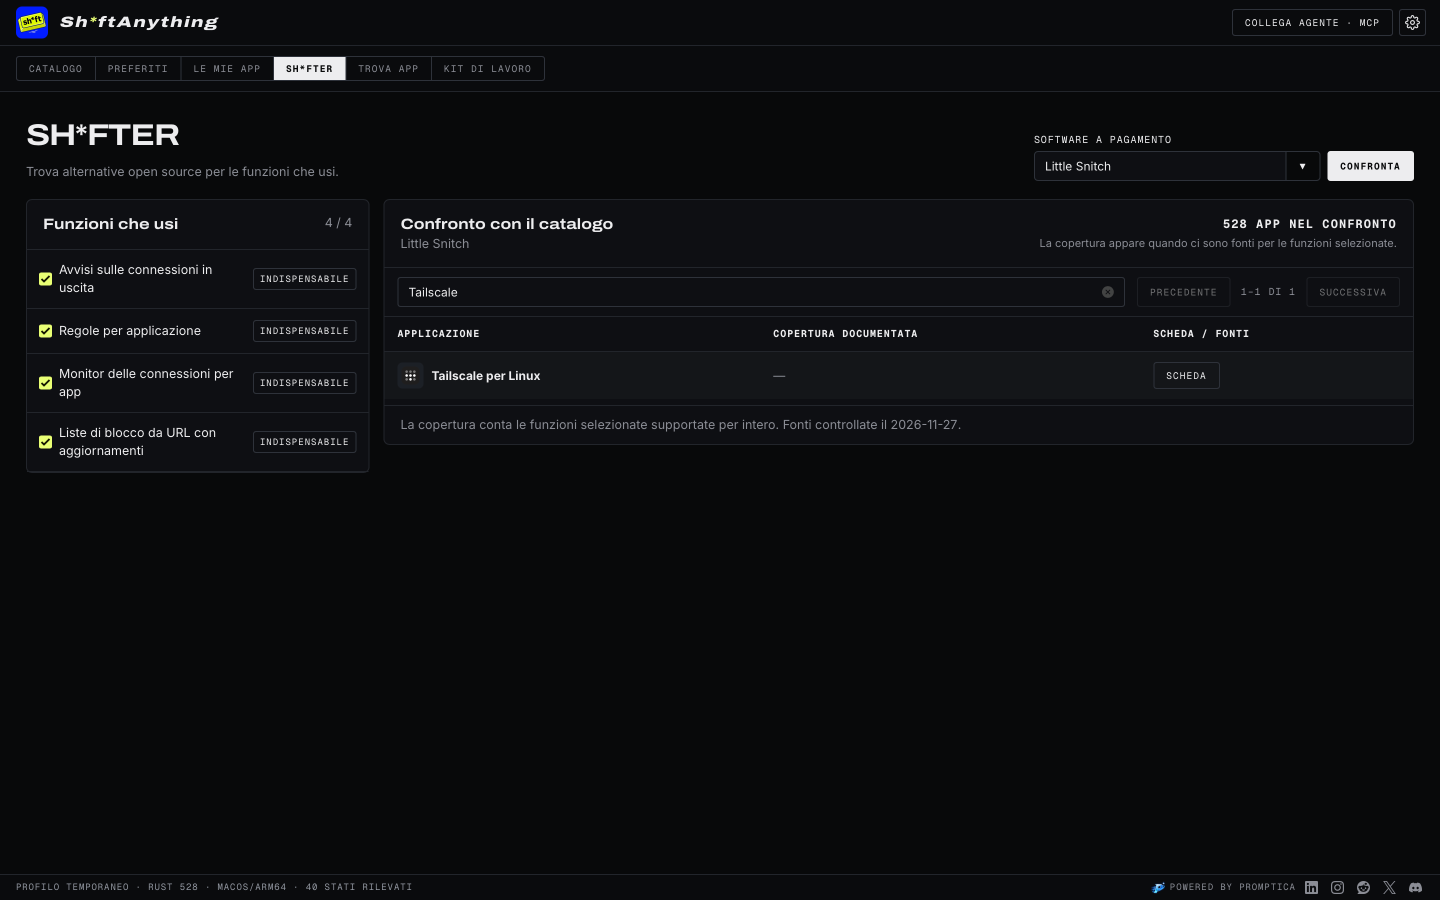 sh*ft
Sh*ftAnything
COLLEGA AGENTE · MCP
CATALOGO
PREFERITI
LE MIE APP
SH*FTER
TROVA APP
KIT DI LAVORO
SH*FTER
Trova alternative open source per le funzioni che usi.
SOFTWARE A PAGAMENTO
Little Snitch
CONFRONTA
Funzioni che usi
4 / 4
Avvisi sulle connessioni in
uscita
INDISPENSABILE
Regole per applicazione
INDISPENSABILE
Monitor delle connessioni per
app
INDISPENSABILE
Liste di blocco da URL con
aggiornamenti
INDISPENSABILE
Confronto con il catalogo
Little Snitch
528 APP NEL CONFRONTO
La copertura appare quando ci sono fonti per le funzioni selezionate.
Tailscale
PRECEDENTE
1–1 DI 1
SUCCESSIVA
APPLICAZIONE
COPERTURA DOCUMENTATA
SCHEDA / FONTI
Tailscale per Linux
—
SCHEDA
La copertura conta le funzioni selezionate supportate per intero. Fonti controllate il 2026-11-27.
PROFILO TEMPORANEO · RUST 528 · MACOS/ARM64 · 40 STATI RILEVATI
POWERED BY PROMPTICA